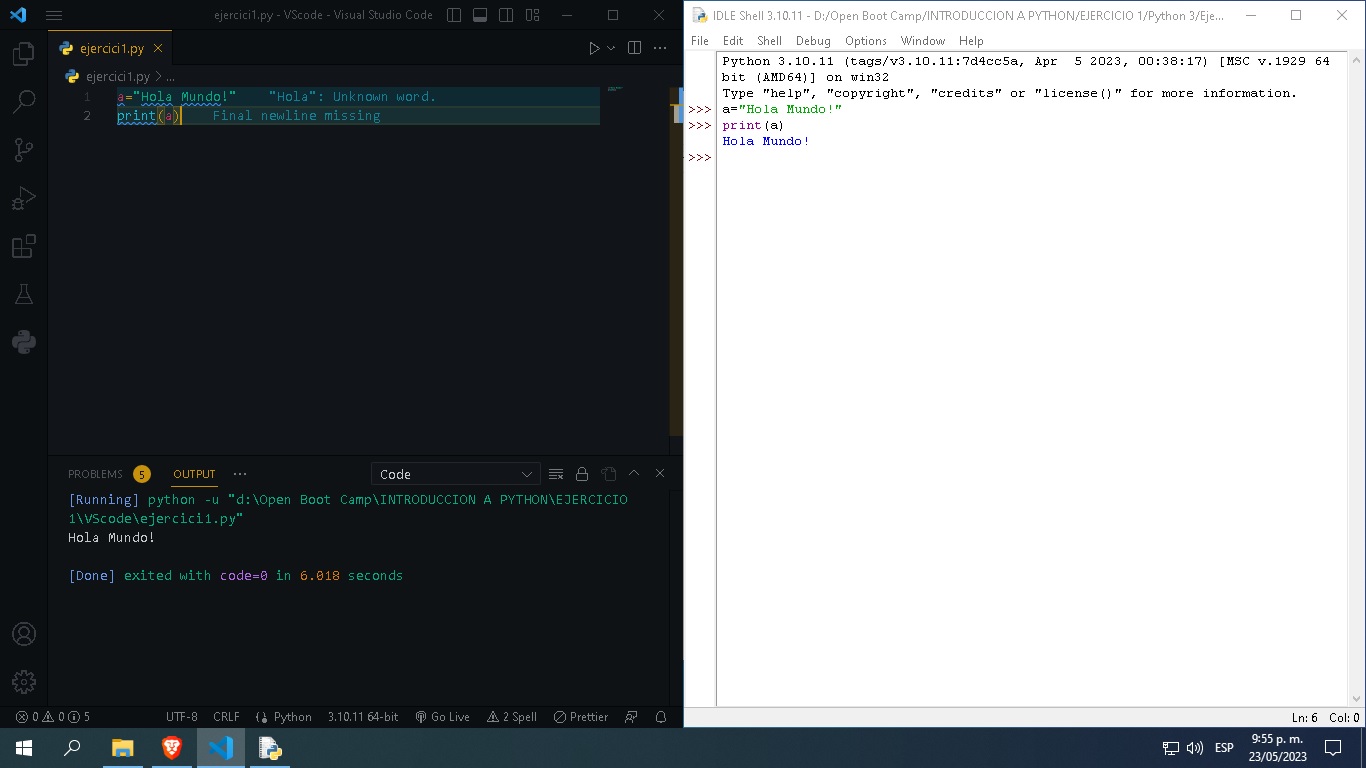 ejercici1.py - VScode - Visual Studio Code
ejercici1.py
ejercici1.py > ...
1 a="Hola Mundo!" "Hola": Unknown word.
2 print(a) Final newline missing
PROBLEMS 5 OUTPUT ... Code
[Running] python -u "d:\Open Boot Camp\INTRODUCCION A PYTHON\EJERCICIO
1\VScode\ejercici1.py"
Hola Mundo!
[Done] exited with code=0 in 6.018 seconds
0 0 5 UTF-8 CRLF Python 3.10.11 64-bit Go Live 2 Spell Prettier
IDLE Shell 3.10.11 - D:/Open Boot Camp/INTRODUCCION A PYTHON/EJERCICIO 1/Python 3/Eje...
File Edit Shell Debug Options Window Help
Python 3.10.11 (tags/v3.10.11:7d4cc5a, Apr  5 2023, 00:38:17) [MSC v.1929 64
bit (AMD64)] on win32
Type "help", "copyright", "credits" or "license()" for more information.
>>> a="Hola Mundo!"
>>> print(a)
Hola Mundo!
>>>
Ln: 6 Col: 0
ESP
9:55 p. m.
23/05/2023